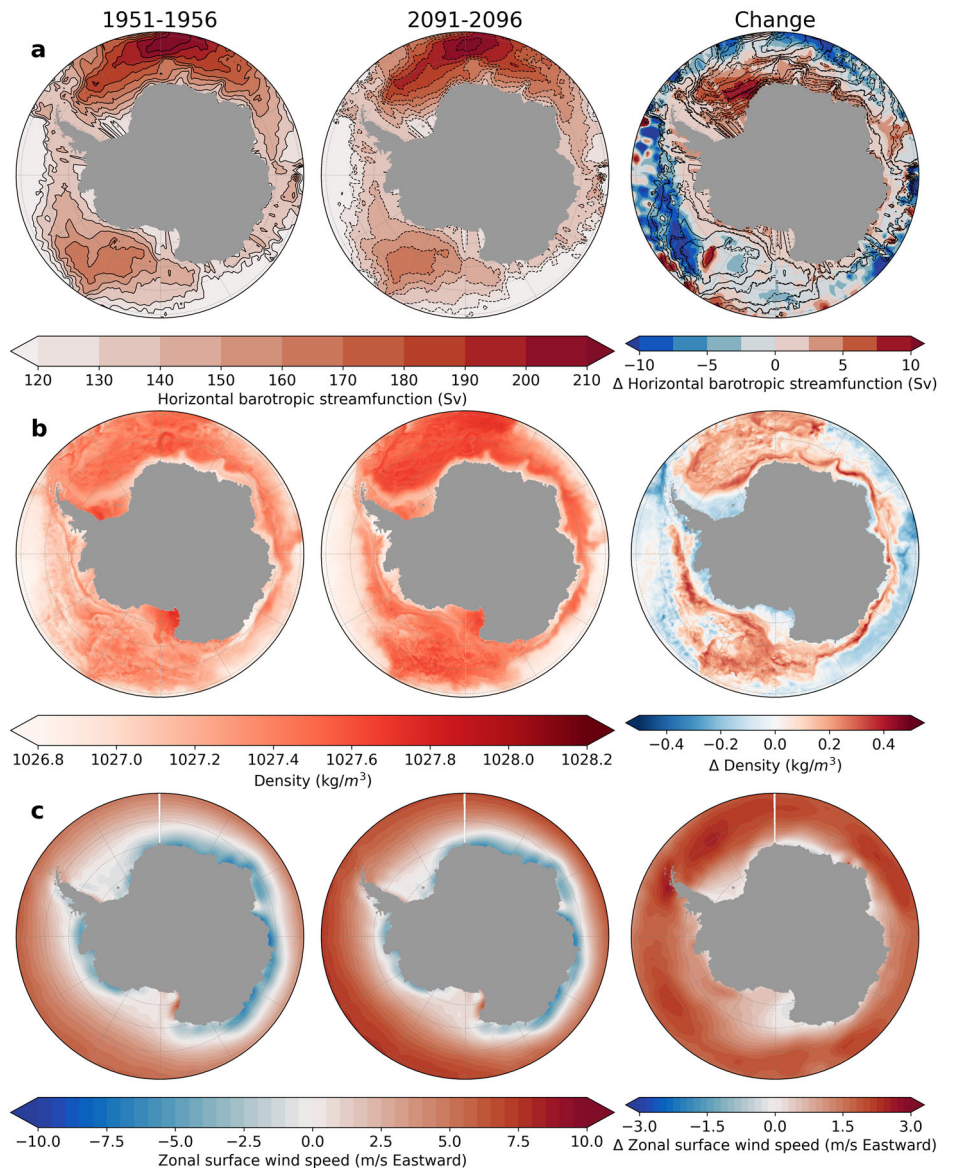 1951-1956 2091-2096 Change
a
120 130 140 150 160 170 180 190 200 210 −10 −5 0 5 10
Horizontal barotropic streamfunction (Sv) Δ Horizontal barotropic streamfunction (Sv)
b
1026.8 1027.0 1027.2 1027.4 1027.6 1027.8 1028.0 1028.2 −0.4 −0.2 0.0 0.2 0.4
Density (kg/m³) Δ Density (kg/m³)
c
−10.0 −7.5 −5.0 −2.5 0.0 2.5 5.0 7.5 10.0 −3.0 −1.5 0.0 1.5 3.0
Zonal surface wind speed (m/s Eastward) Δ Zonal surface wind speed (m/s Eastward)